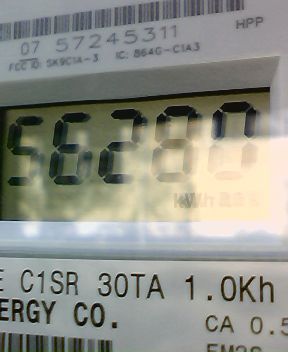 HPP
07 57245311
FCC ID: SK9C1A-3 IC: 864G-C1A3
56280
kWh
E C1SR 30TA 1.0Kh
ERGY CO.
CA 0.5